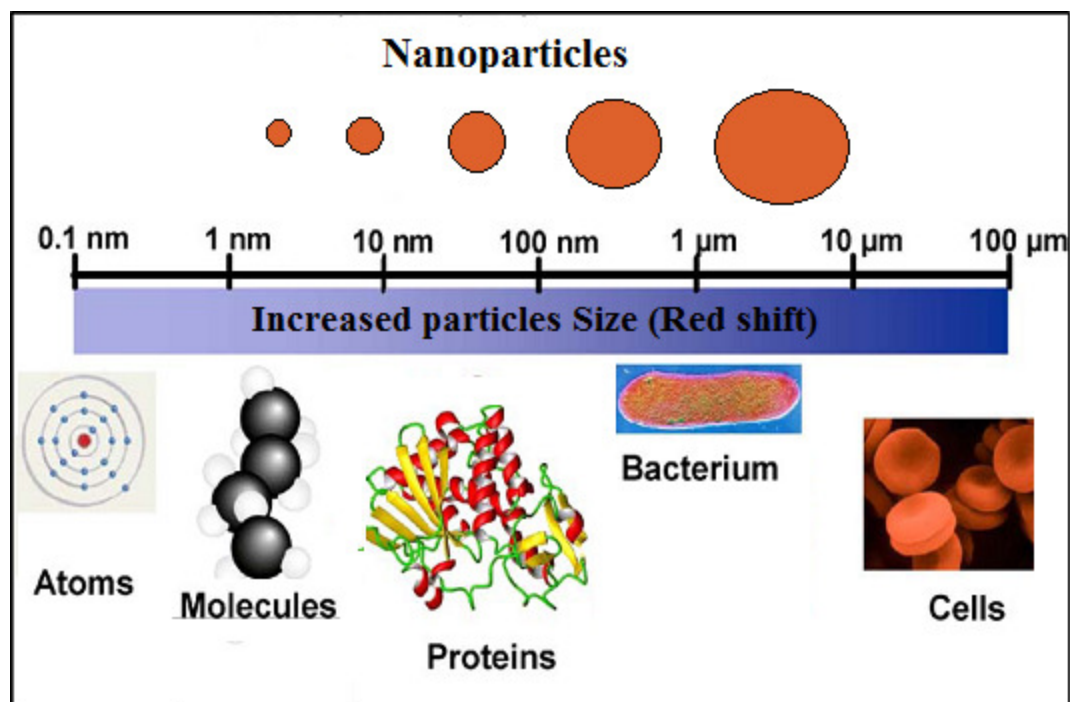 Nanoparticles
0.1 nm 1 nm 10 nm 100 nm 1 µm 10 µm 100 µm
Increased particles Size (Red shift)
Bacterium
Atoms
Molecules
Cells
Proteins